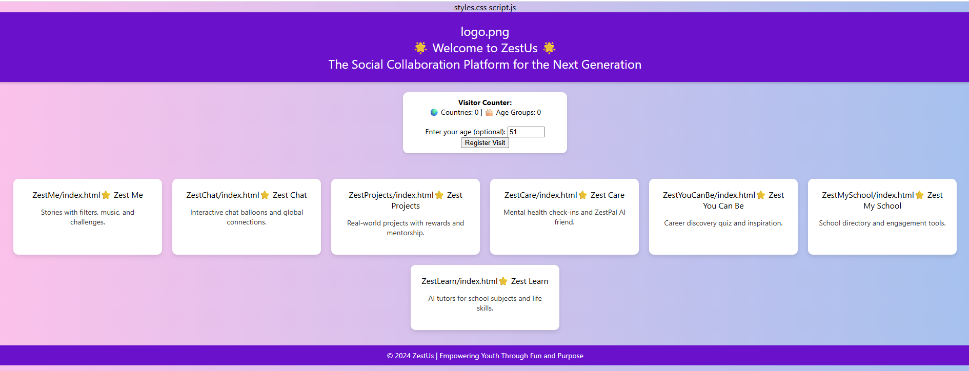 styles.css script.js
logo.png
🌟 Welcome to ZestUs 🌟
The Social Collaboration Platform for the Next Generation
Visitor Counter:
🌍 Countries: 0 | 🎂 Age Groups: 0
Enter your age (optional): 51
Register Visit
ZestMe/index.html⭐ Zest Me
Stories with filters, music, and
challenges.
ZestChat/index.html⭐ Zest Chat
Interactive chat balloons and global
connections.
ZestProjects/index.html⭐ Zest
Projects
Real-world projects with rewards and
mentorship.
ZestCare/index.html⭐ Zest Care
Mental health check-ins and ZestPal AI
friend.
ZestYouCanBe/index.html⭐ Zest
You Can Be
Career discovery quiz and inspiration.
ZestMySchool/index.html⭐ Zest
My School
School directory and engagement tools.
ZestLearn/index.html⭐ Zest Learn
AI tutors for school subjects and life
skills.
© 2024 ZestUs | Empowering Youth Through Fun and Purpose